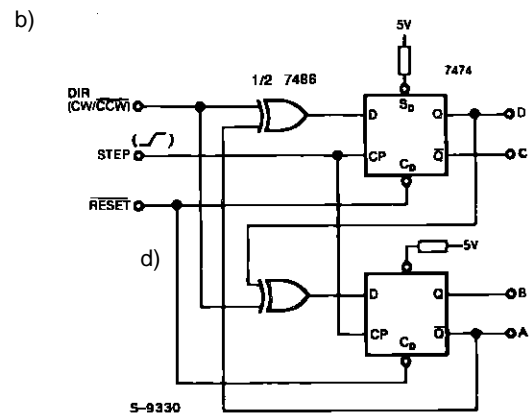 b)
5V
1/2 7486
7474
DIR
(CW/CCW)
D
S_D
Q
D
(_/‾)
STEP
CP
Q̅
C
C_D
RESET
d)
5V
D
Q
B
CP
Q̅
A
C_D
S-9330